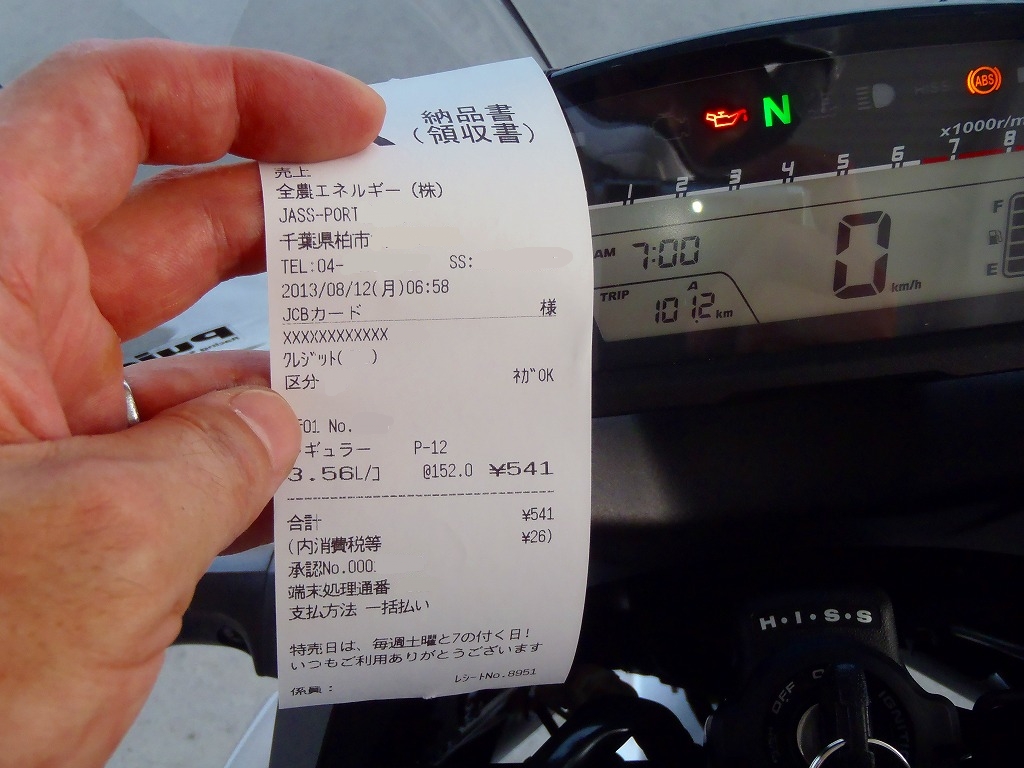 納品書
(領収書)
売上
全農エネルギー (株)
JASS-PORT
千葉県柏市
TEL:04- SS:
2013/08/12(月)06:58
JCBカード 様
XXXXXXXXXXXX
クレジット( )
区分 ネガOK
F01 No.
ギュラー P-12
3.56L/コ @152.0 ¥541
合計 ¥541
(内消費税等 ¥26)
承認No.000
端末処理通番
支払方法 一括払い
特売日は、毎週土曜と7の付く日!
いつもご利用ありがとうございます
レシートNo.8951
係員:
N
ABS
x1000r/m
1 2 3 4 5 6 7 8
AM 7:00
0 km/h
F
E
TRIP A
101.2 km
H·I·S·S
OFF
IGNITI